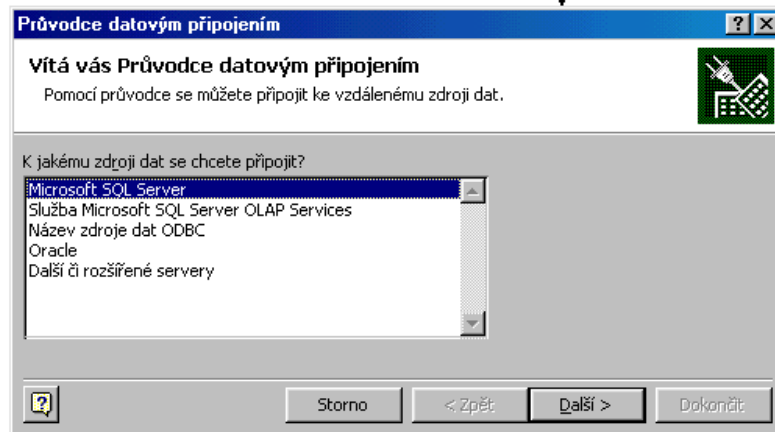 Průvodce datovým připojením
Vítá vás Průvodce datovým připojením
Pomocí průvodce se můžete připojit ke vzdálenému zdroji dat.
K jakému zdroji dat se chcete připojit?
Microsoft SQL Server
Služba Microsoft SQL Server OLAP Services
Název zdroje dat ODBC
Oracle
Další či rozšířené servery
Storno
< Zpět
Další >
Dokončit